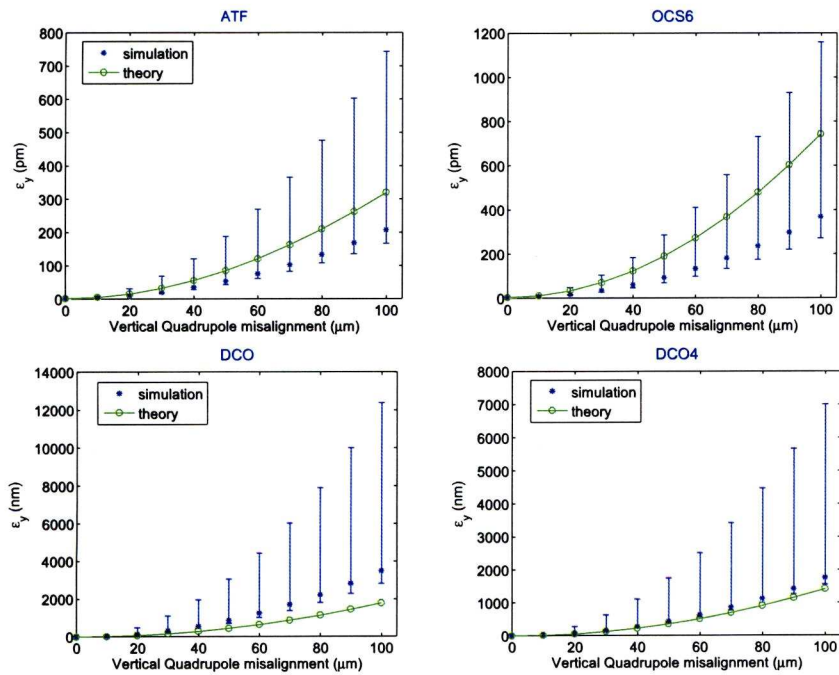 ATF
800
700
600
500
400
300
200
100
0
ε_y (pm)
simulation
theory
0 20 40 60 80 100
Vertical Quadrupole misalignment (μm)
OCS6
1200
1000
800
600
400
200
0
ε_y (pm)
0 20 40 60 80 100
Vertical Quadrupole misalignment (μm)
DCO
14000
12000
10000
8000
6000
4000
2000
0
ε_y (nm)
simulation
theory
0 20 40 60 80 100
Vertical Quadrupole misalignment (μm)
DCO4
8000
7000
6000
5000
4000
3000
2000
1000
0
ε_y (nm)
simulation
theory
0 20 40 60 80 100
Vertical Quadrupole misalignment (μm)